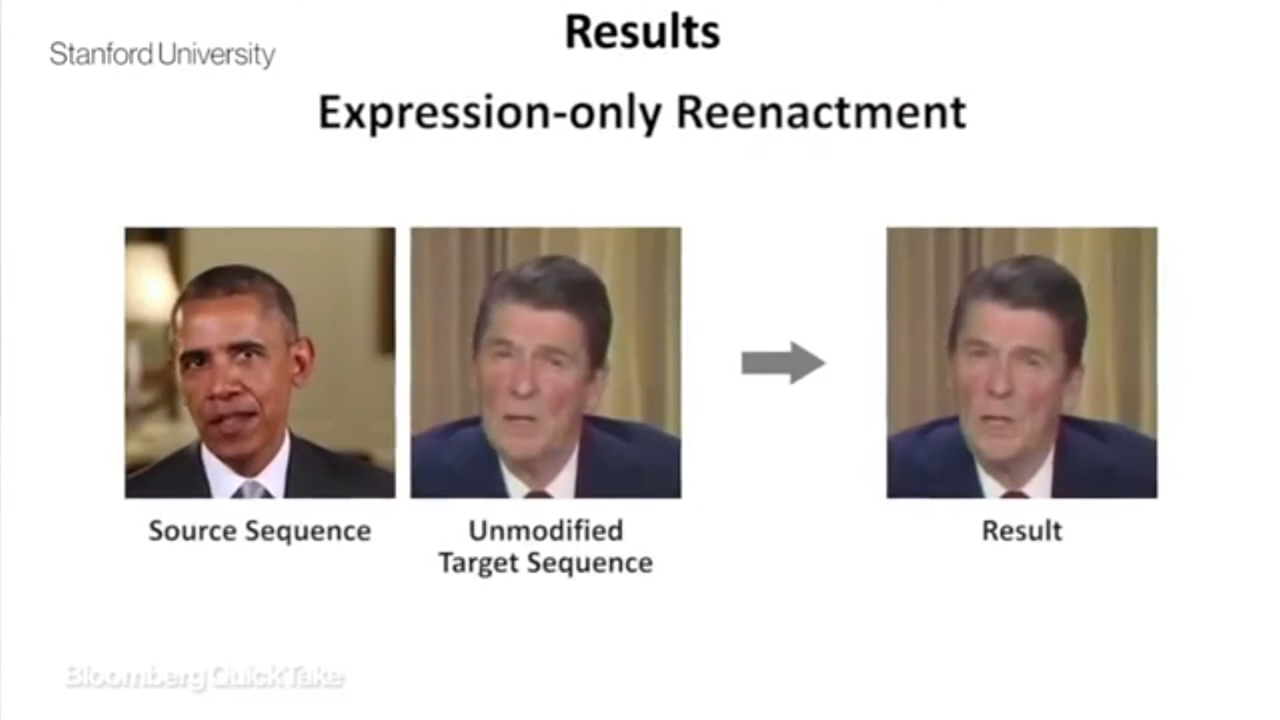 Results
Stanford University
Expression-only Reenactment
Source Sequence
Unmodified
Target Sequence
Result
Bloomberg QuickTake